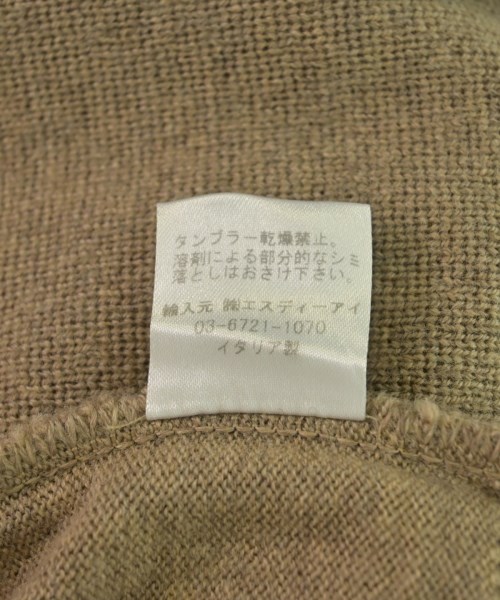 タンブラー乾燥禁止。
溶剤による部分的なシミ
落としはおさけ下さい。
輸入元 ㈱エスディーアイ
03-6721-1070
イタリア製